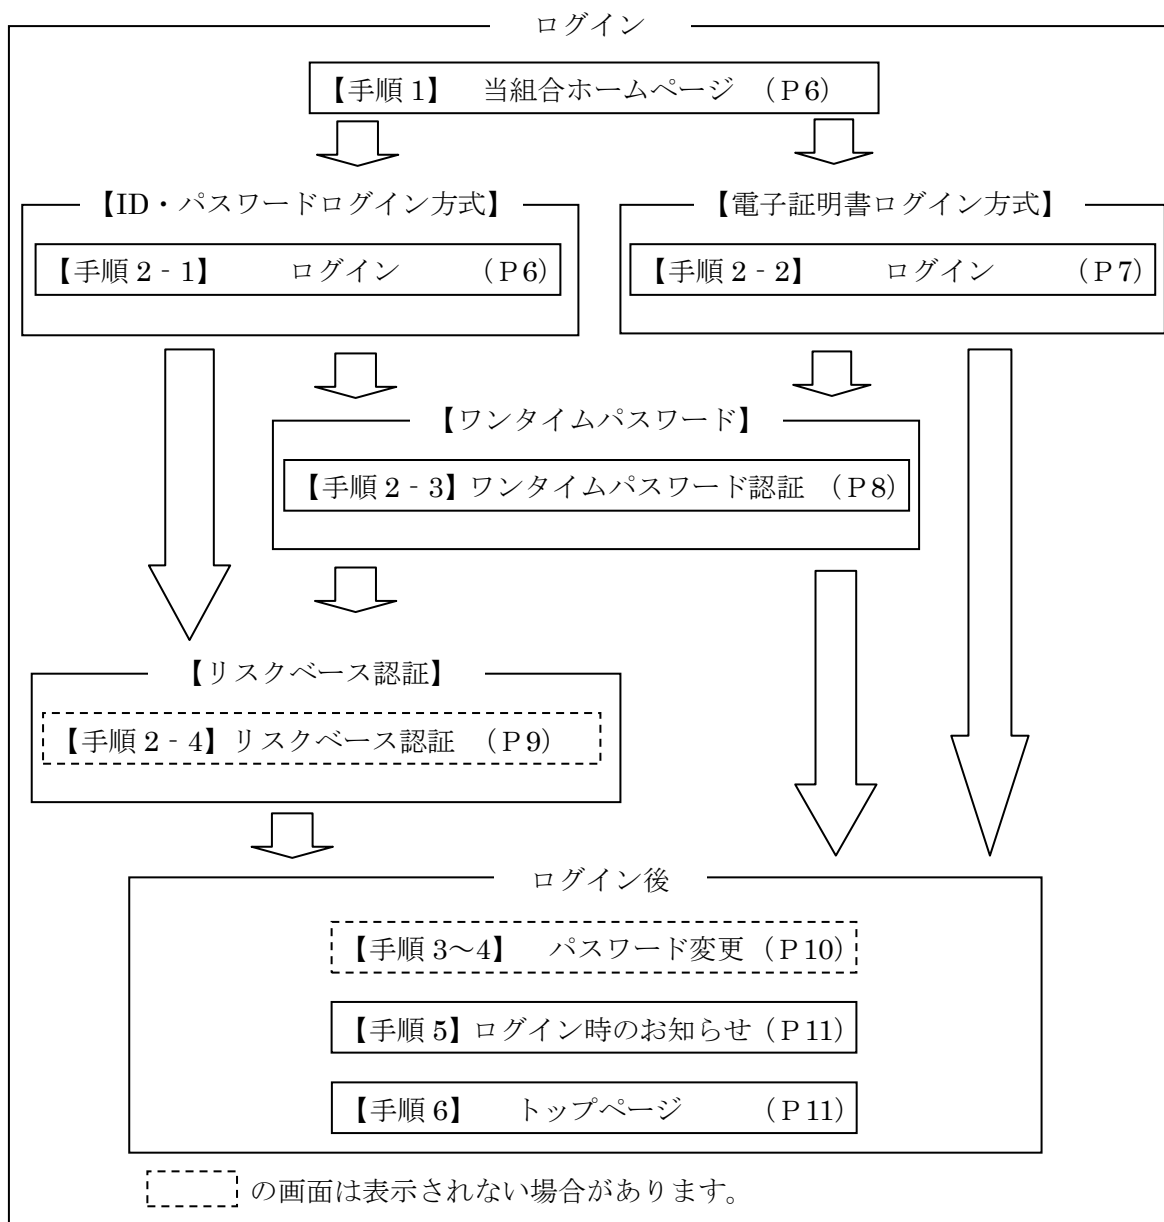 ログイン
【手順1】 当組合ホームページ (P6)
【ID・パスワードログイン方式】
【手順2‐1】 ログイン (P6)
【電子証明書ログイン方式】
【手順2‐2】 ログイン (P7)
【ワンタイムパスワード】
【手順2‐3】ワンタイムパスワード認証 (P8)
【リスクベース認証】
【手順2‐4】リスクベース認証 (P9)
ログイン後
【手順3～4】 パスワード変更(P10)
【手順5】ログイン時のお知らせ(P11)
【手順6】 トップページ (P11)
の画面は表示されない場合があります。